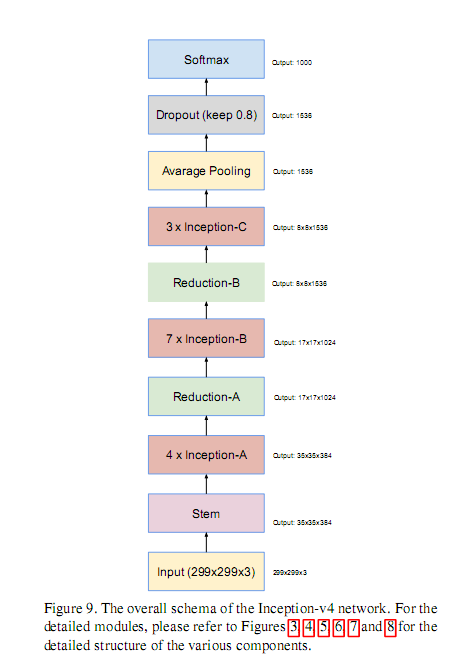 Softmax
Output: 1000
Dropout (keep 0.8)
Output: 1536
Avarage Pooling
Output: 1536
3 x Inception-C
Output: 8x8x1536
Reduction-B
Output: 8x8x1536
7 x Inception-B
Output: 17x17x1024
Reduction-A
Output: 17x17x1024
4 x Inception-A
Output: 35x35x384
Stem
Output: 35x35x384
Input (299x299x3)
299x299x3
Figure 9. The overall schema of the Inception-v4 network. For the
detailed modules, please refer to Figures 3, 4, 5, 6, 7 and 8 for the
detailed structure of the various components.